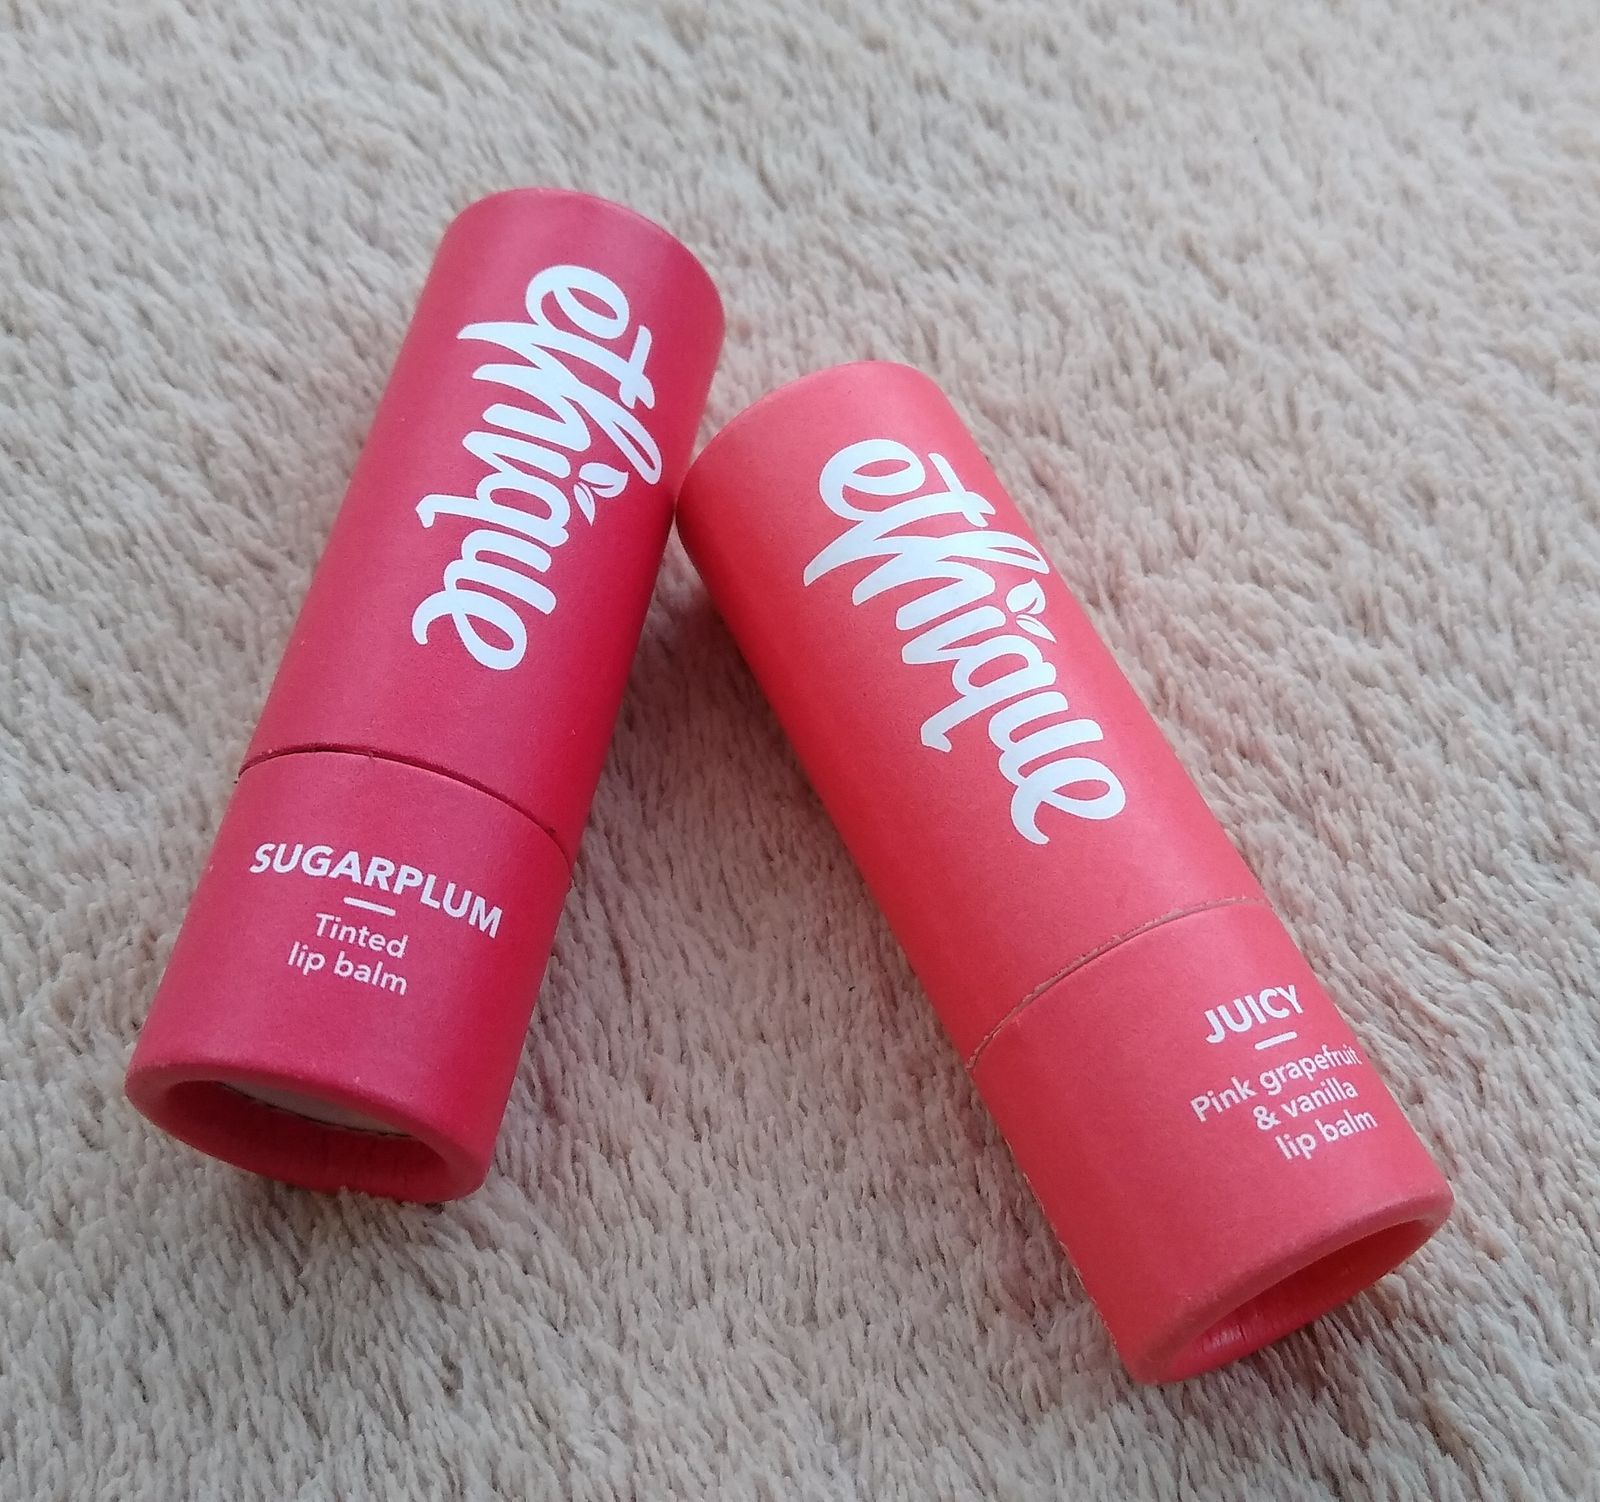 ethique
SUGARPLUM
Tinted
lip balm
ethique
JUICY
Pink grapefruit
& vanilla
lip balm